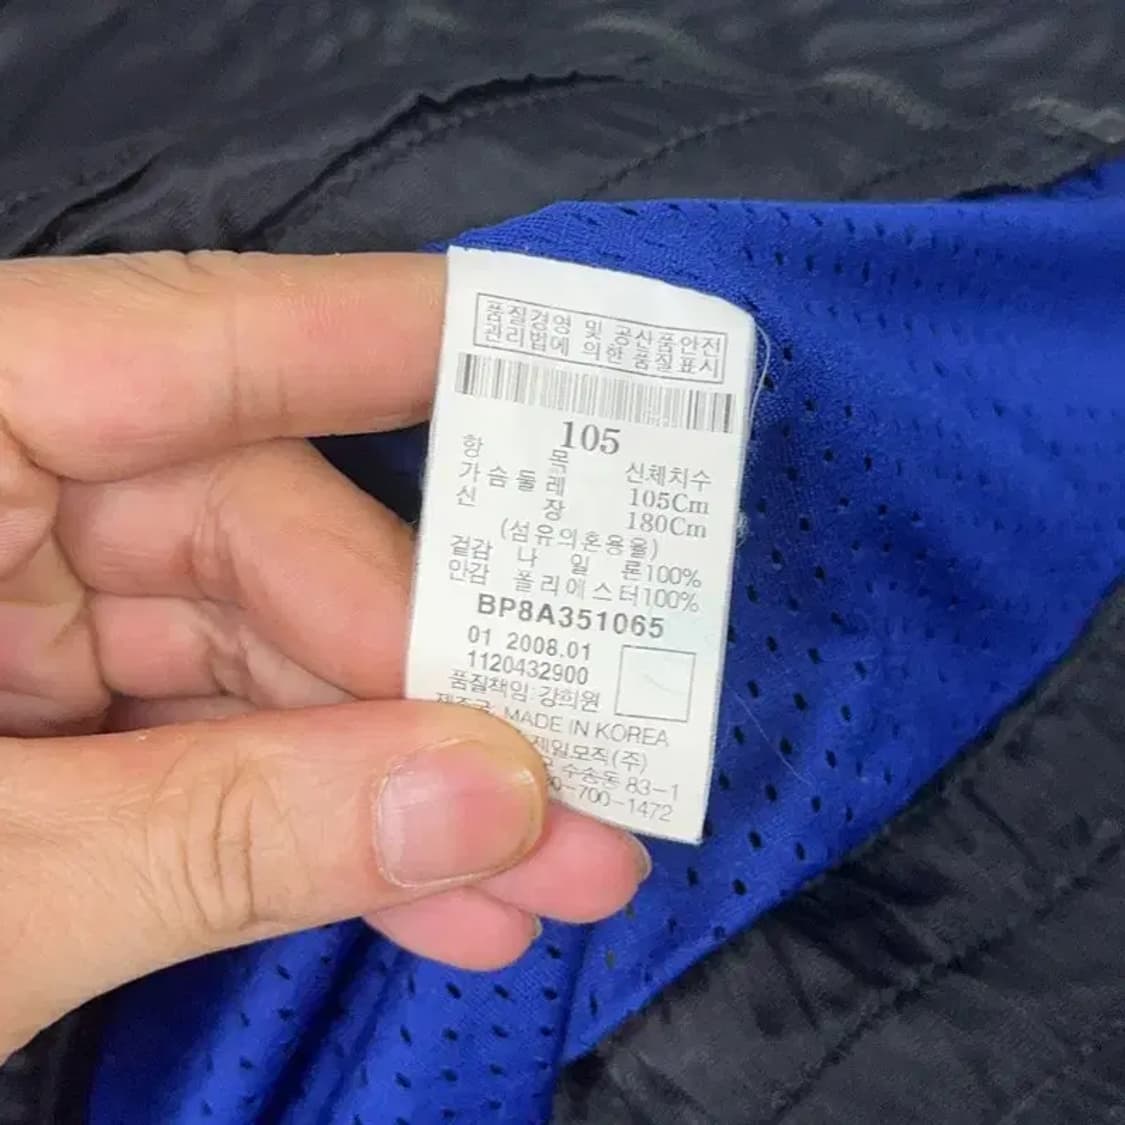 품질경영 및 공산품안전
관리법에 의한 품질표시
105
항 목 신체치수
가슴둘레 105Cm
신 장 180Cm
(섬유의혼용율)
겉감 나 일 론100%
안감 폴리에스터100%
BP8A351065
01 2008.01
1120432900
품질책임:강희원
제조국: MADE IN KOREA
제일모직(주)
수송동 83-1
-700-1472